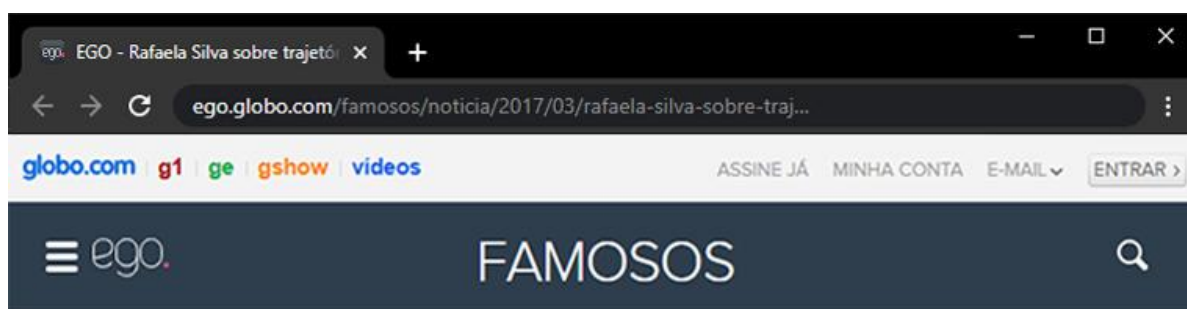 ego. EGO - Rafaela Silva sobre trajetó
ego.globo.com/famosos/noticia/2017/03/rafaela-silva-sobre-traj...
globo.com g1 ge gshow vídeos ASSINE JÁ MINHA CONTA E-MAIL ENTRAR >
ego. FAMOSOS